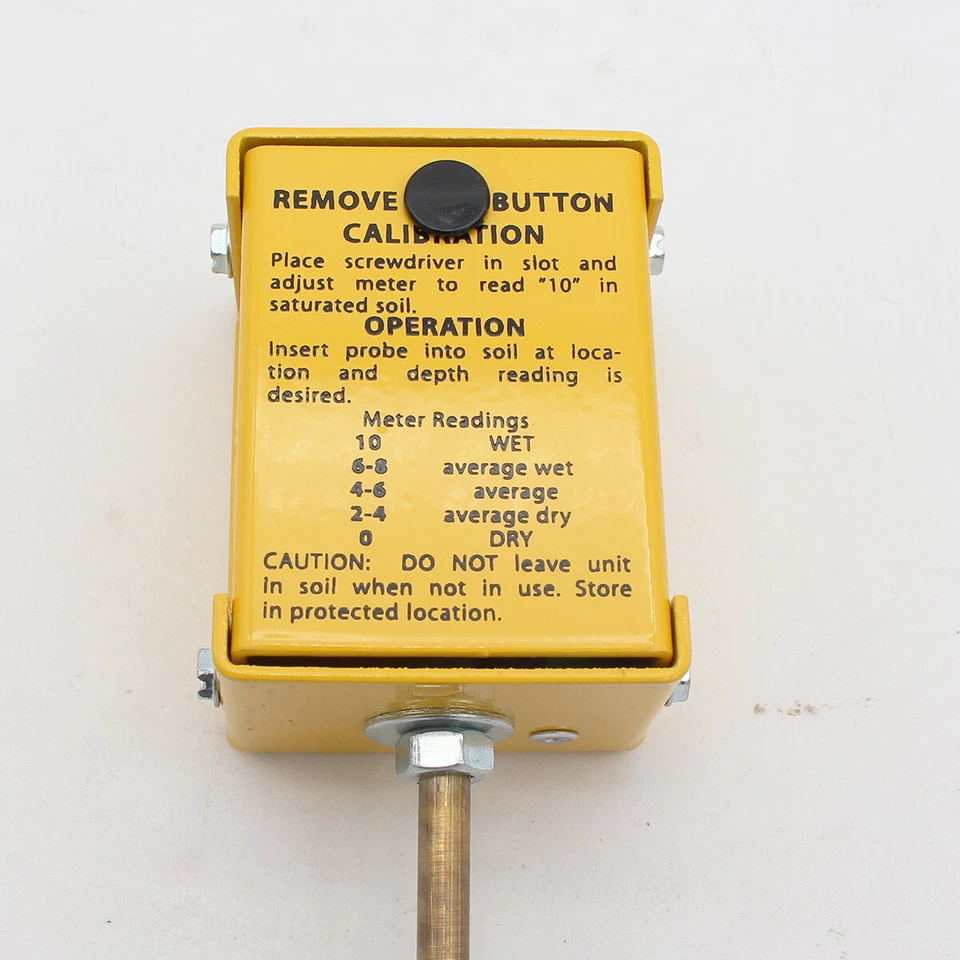 REMOVE BUTTON
CALIBRATION
Place screwdriver in slot and
adjust meter to read "10" in
saturated soil.
OPERATION
Insert probe into soil at loca-
tion and depth reading is
desired.
Meter Readings
10 WET
6-8 average wet
4-6 average
2-4 average dry
0 DRY
CAUTION: DO NOT leave unit
in soil when not in use. Store
in protected location.